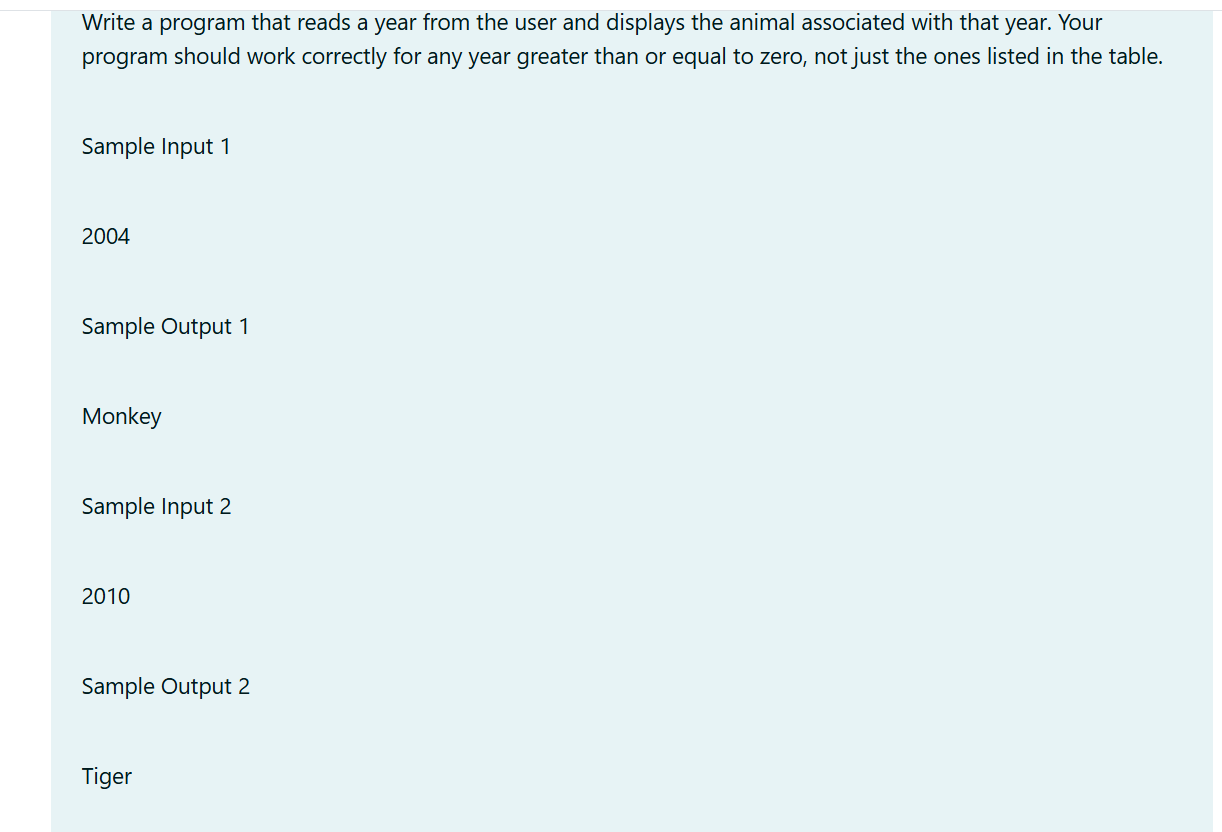 Write a program that reads a year from the user and displays the animal associated with that year. Your
program should work correctly for any year greater than or equal to zero, not just the ones listed in the table.
Sample Input 1
2004
Sample Output 1
Monkey
Sample Input 2
2010
Sample Output 2
Tiger